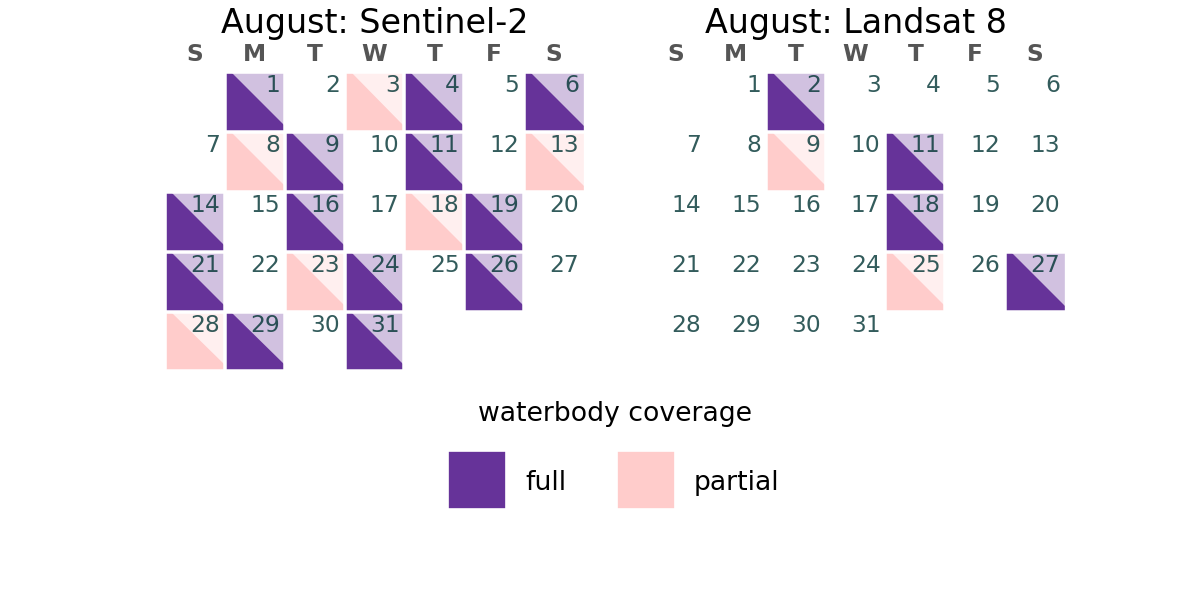 August: Sentinel-2
S M T W T F S
1 2 3 4 5 6
7 8 9 10 11 12 13
14 15 16 17 18 19 20
21 22 23 24 25 26 27
28 29 30 31
August: Landsat 8
S M T W T F S
1 2 3 4 5 6
7 8 9 10 11 12 13
14 15 16 17 18 19 20
21 22 23 24 25 26 27
28 29 30 31
waterbody coverage
full partial